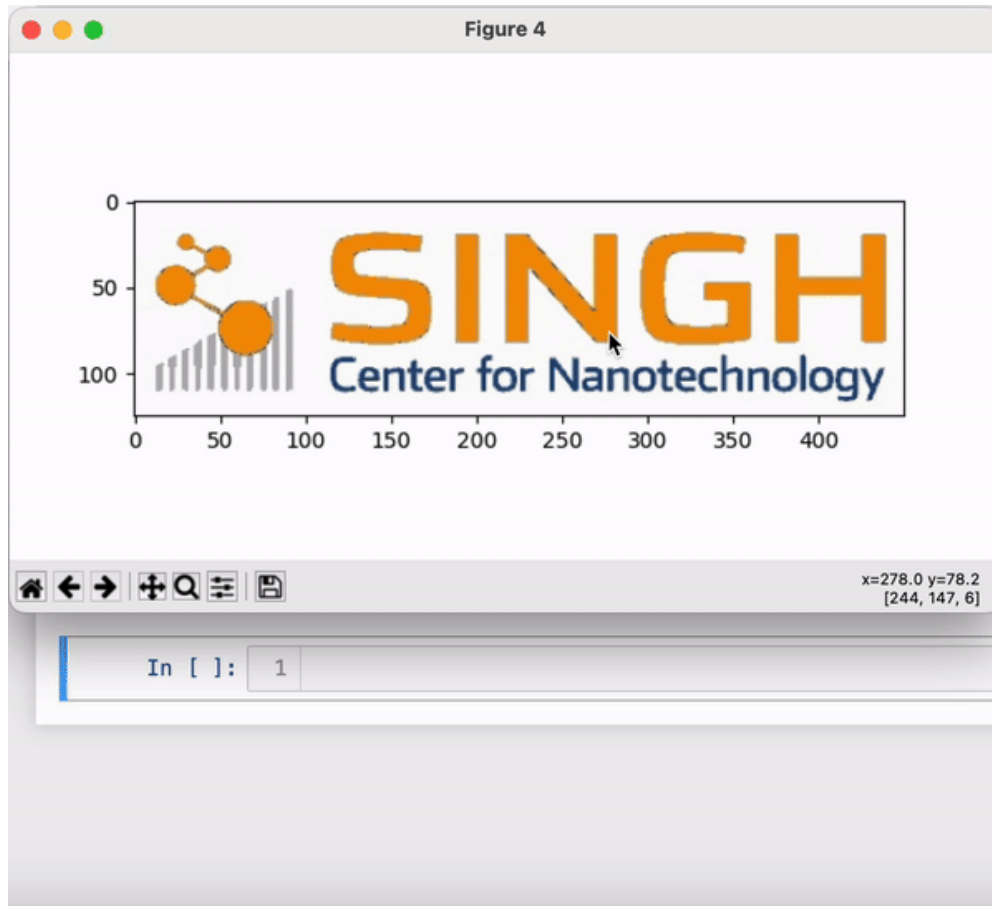 Figure 4
0
50
100
SINGH
Center for Nanotechnology
0 50 100 150 200 250 300 350 400
x=278.0 y=78.2
[244, 147, 6]
In [ ]: 1